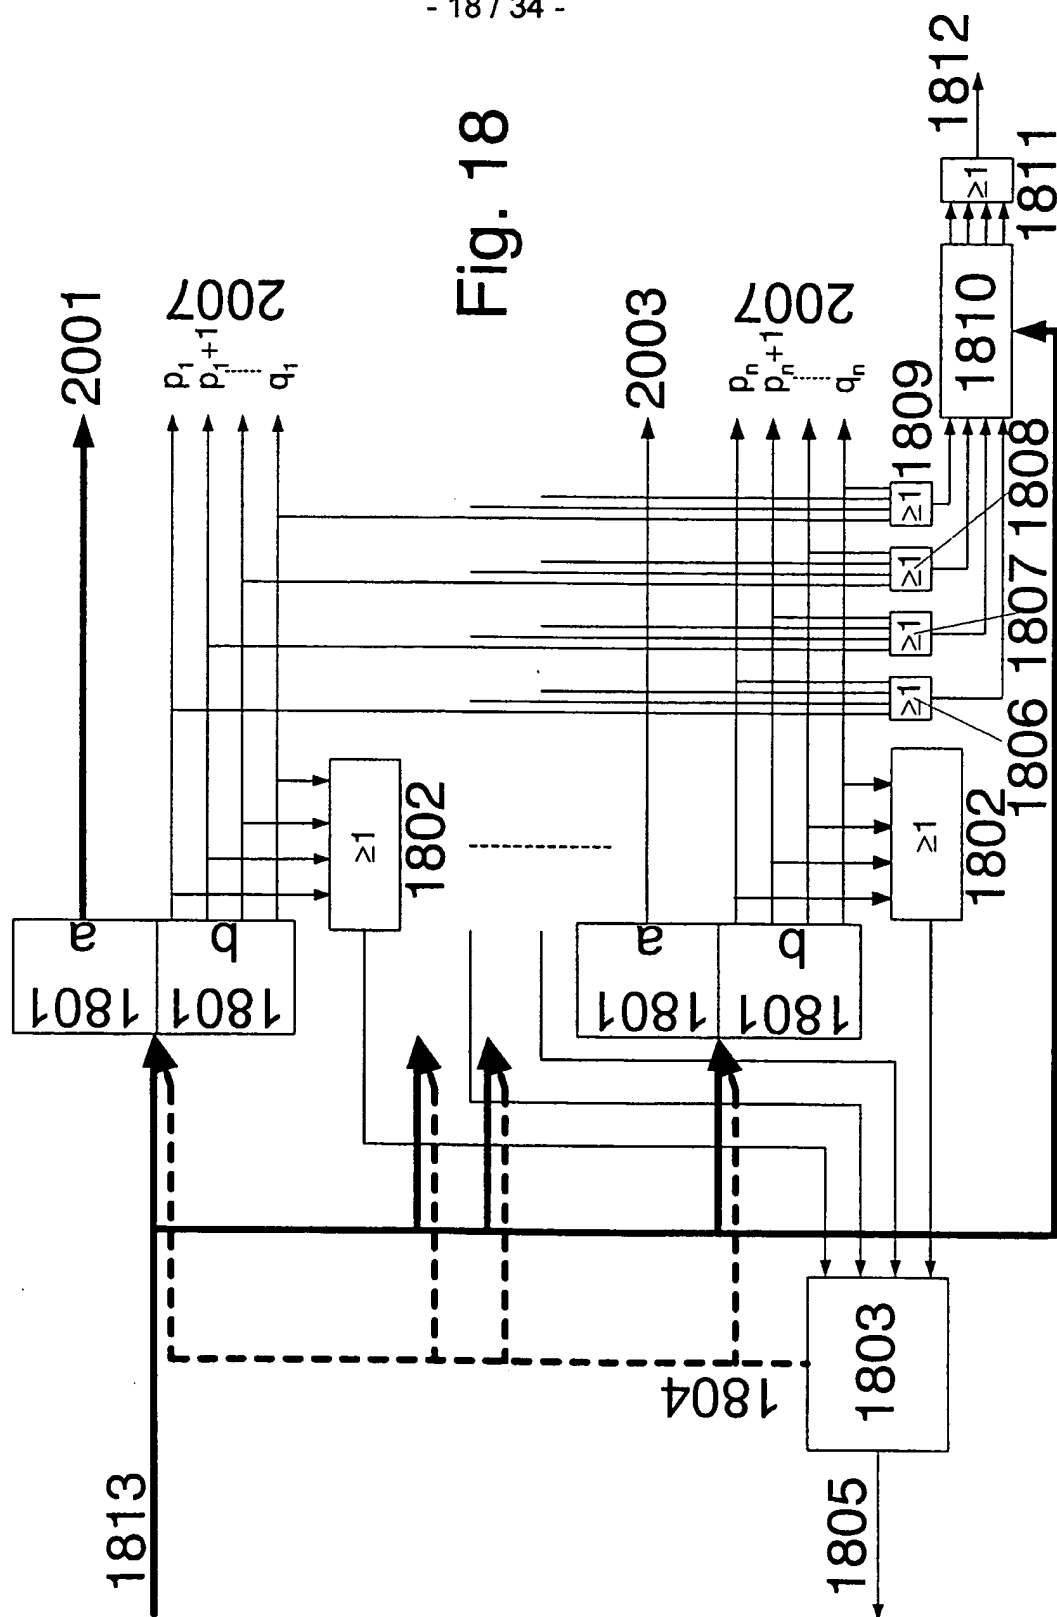 - 18 / 34 -
Fig. 18
1813
1801 a
1801 b
2001
p₁
p₁+1
......
q₁
2007
≥1
1802
1801 a
1801 b
2003
pₙ
pₙ+1
......
qₙ
2007
≥1
1802
1804
1803
1805
≥1
1806
≥1
1807
≥1
1808
≥1
1809
1810
≥1
1811
1812